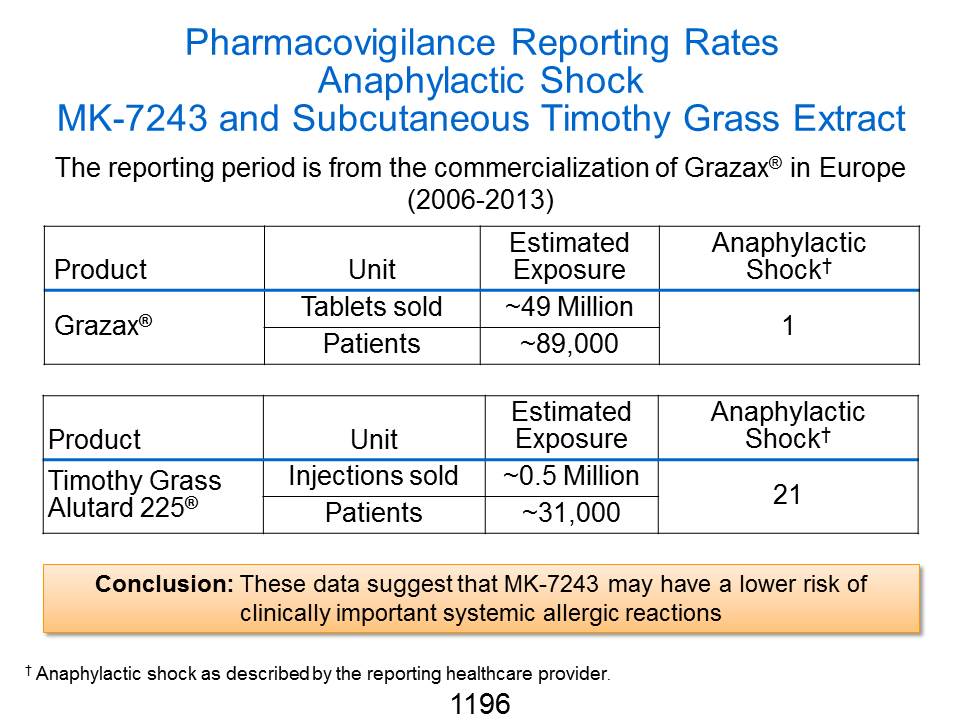 Pharmacovigilance Reporting Rates
Anaphylactic Shock
MK-7243 and Subcutaneous Timothy Grass Extract
The reporting period is from the commercialization of Grazax® in Europe
(2006-2013)
Product Unit Estimated Exposure Anaphylactic Shock†
Grazax® Tablets sold ~49 Million 1
Patients ~89,000
Product Unit Estimated Exposure Anaphylactic Shock†
Timothy Grass Alutard 225® Injections sold ~0.5 Million 21
Patients ~31,000
Conclusion: These data suggest that MK-7243 may have a lower risk of
clinically important systemic allergic reactions
† Anaphylactic shock as described by the reporting healthcare provider.
1196